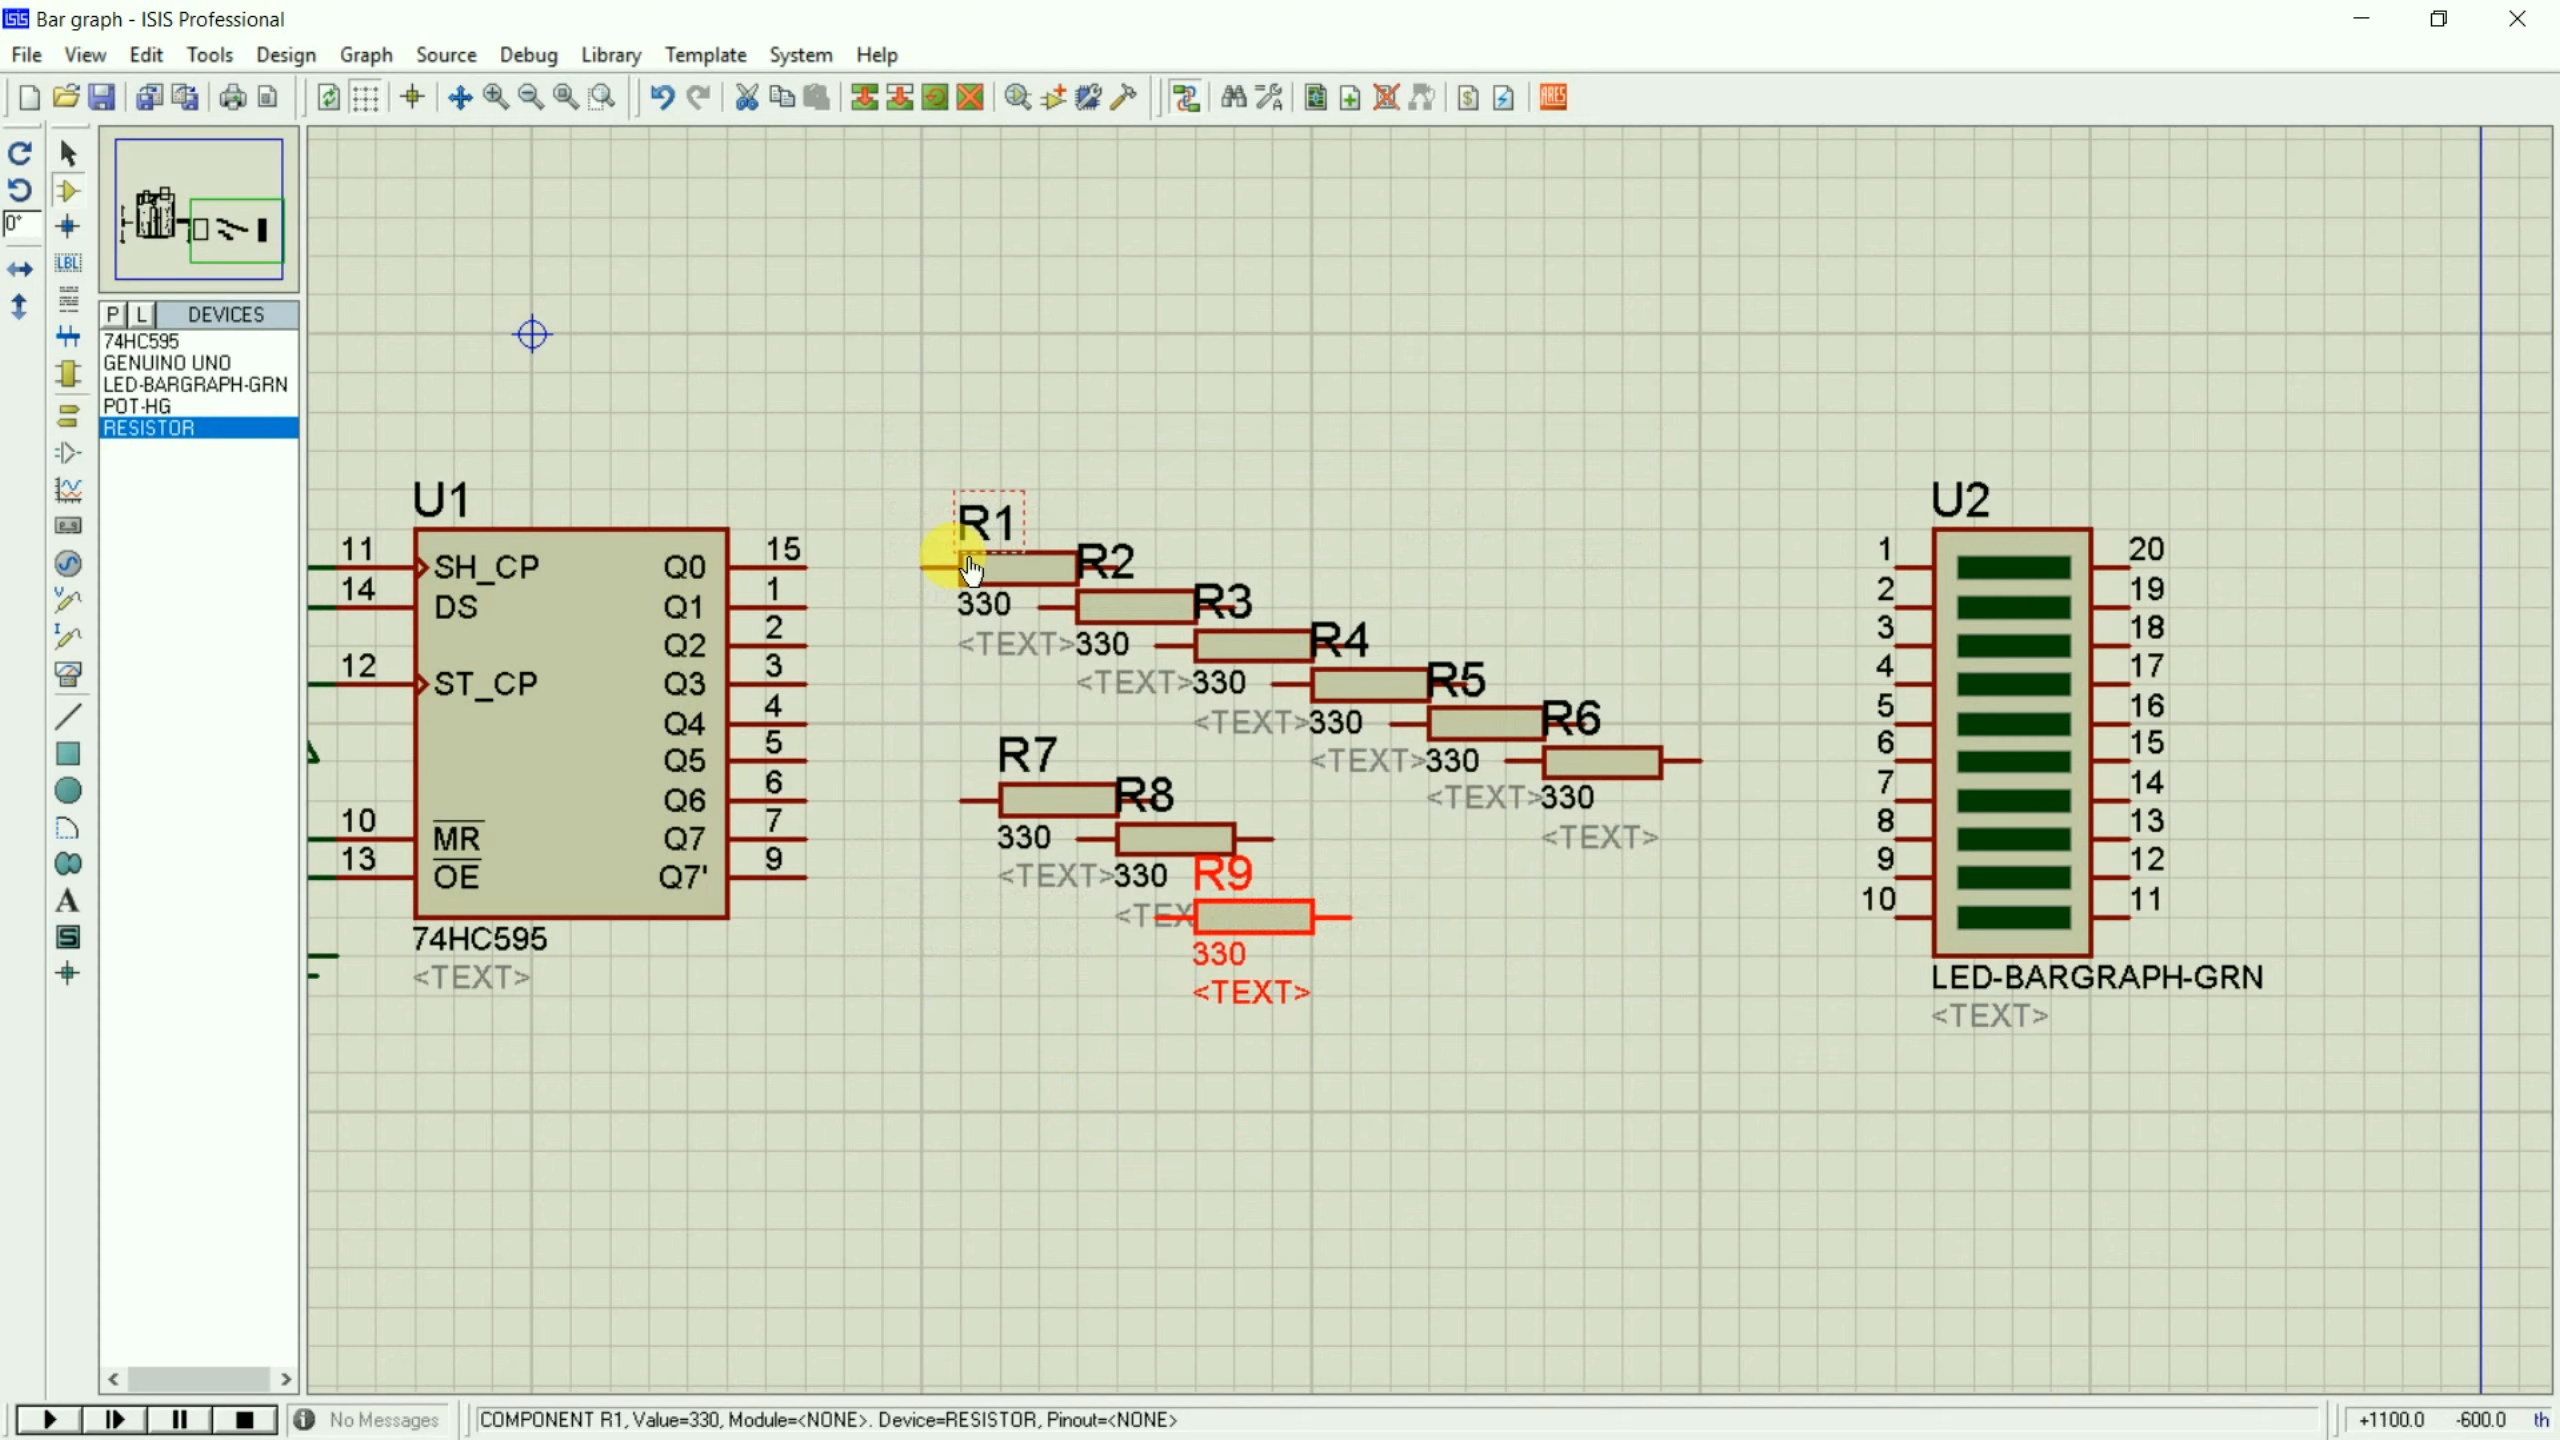 Bar graph - ISIS Professional
File View Edit Tools Design Graph Source Debug Library Template System Help
ARES
0°
LBL
P L DEVICES
74HC595
GENUINO UNO
LED-BARGRAPH-GRN
POT-HG
RESISTOR
A
S
U1
11 SH_CP Q0 15
14 DS Q1 1
Q2 2
12 ST_CP Q3 3
Q4 4
Q5 5
Q6 6
10 MR Q7 7
13 OE Q7' 9
74HC595
<TEXT>
R1
330
<TEXT>
R2
330
<TEXT>
R3
330
<TEXT>
R4
330
<TEXT>
R5
330
<TEXT>
R6
330
<TEXT>
R7
330
<TEXT>
R8
330
<TEX
R9
330
<TEXT>
U2
1 20
2 19
3 18
4 17
5 16
6 15
7 14
8 13
9 12
10 11
LED-BARGRAPH-GRN
<TEXT>
No Messages
COMPONENT R1, Value=330, Module=<NONE>. Device=RESISTOR, Pinout=<NONE>
+1100.0 -600.0 th